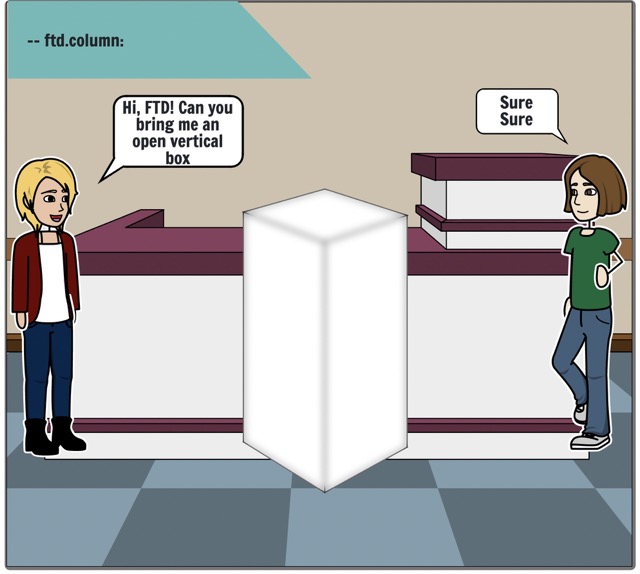 -- ftd.column:
Hi, FTD! Can you
bring me an
open vertical
box
Sure
Sure